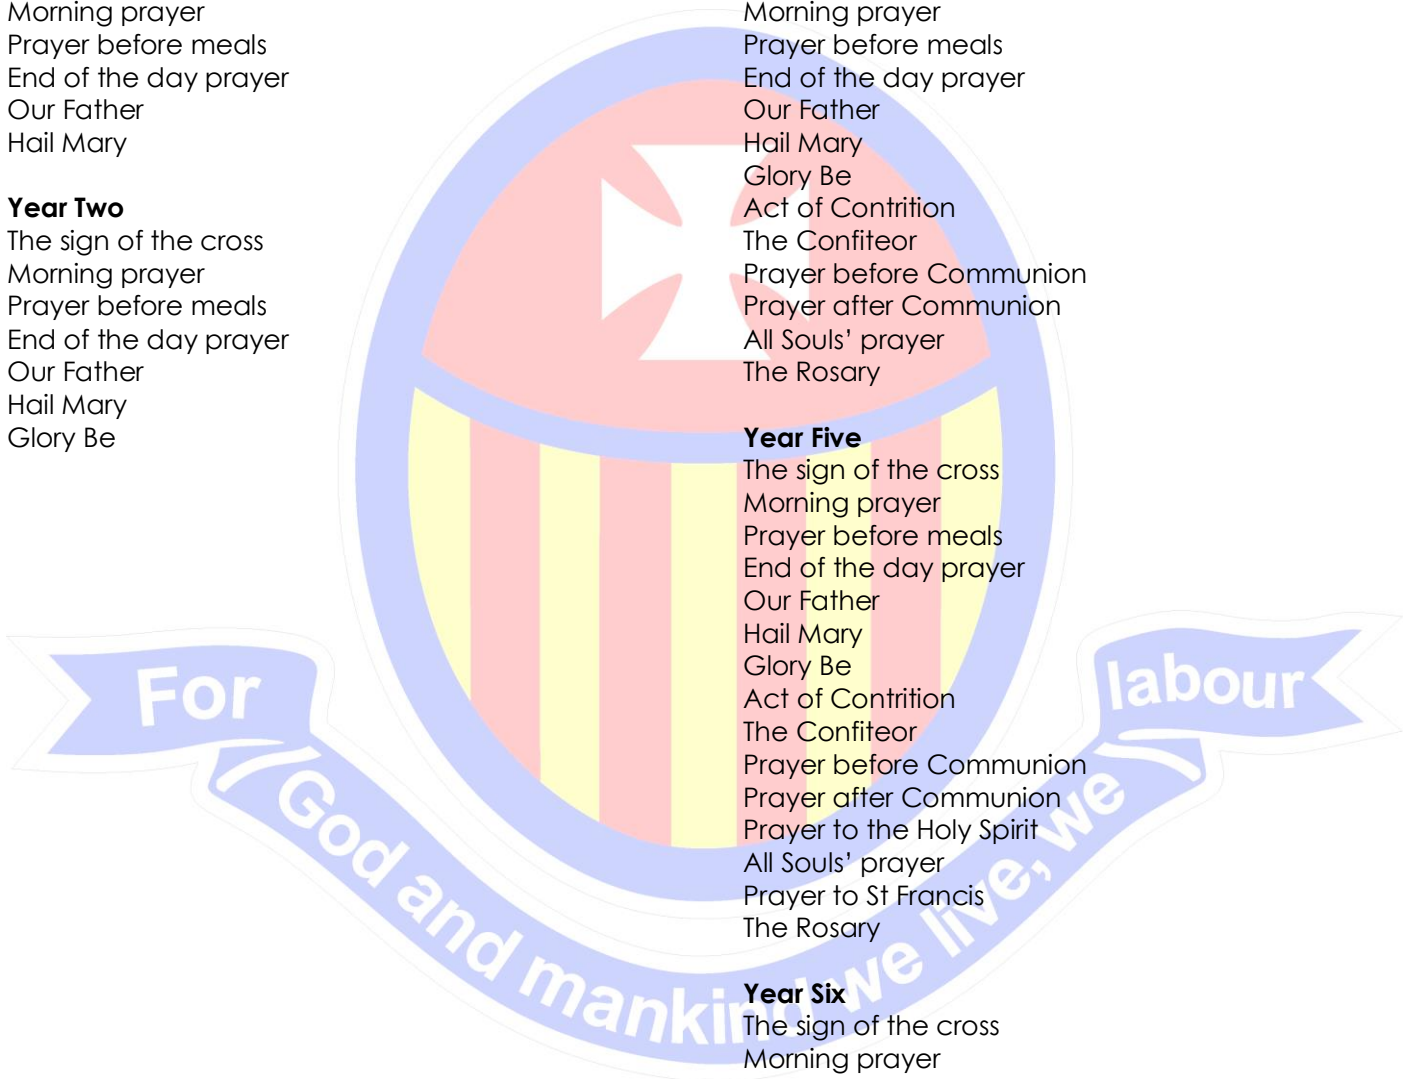 Morning prayer
Prayer before meals
End of the day prayer
Our Father
Hail Mary
Year Two
The sign of the cross
Morning prayer
Prayer before meals
End of the day prayer
Our Father
Hail Mary
Glory Be
Morning prayer
Prayer before meals
End of the day prayer
Our Father
Hail Mary
Glory Be
Act of Contrition
The Confiteor
Prayer before Communion
Prayer after Communion
All Souls’ prayer
The Rosary
Year Five
The sign of the cross
Morning prayer
Prayer before meals
End of the day prayer
Our Father
Hail Mary
Glory Be
Act of Contrition
The Confiteor
Prayer before Communion
Prayer after Communion
Prayer to the Holy Spirit
All Souls’ prayer
Prayer to St Francis
The Rosary
Year Six
The sign of the cross
Morning prayer
For
God and mankind we live, we
labour